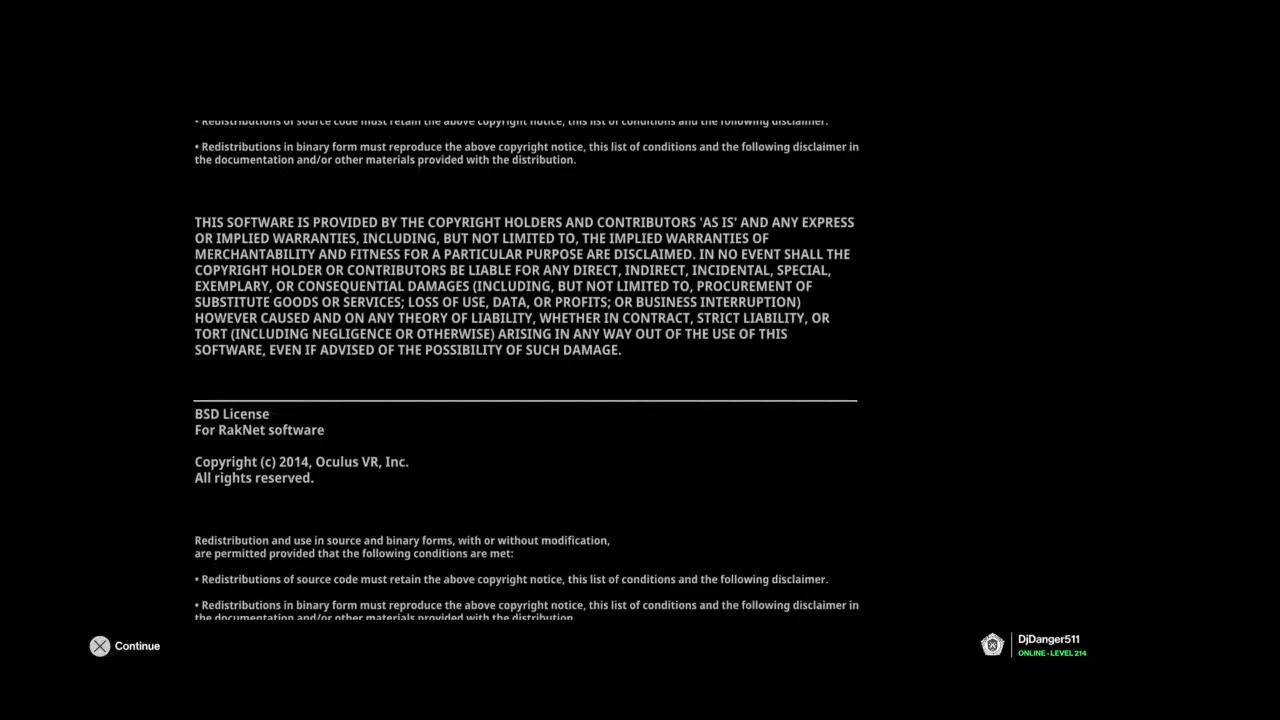 • Redistributions of source code must retain the above copyright notice, this list of conditions and the following disclaimer.
• Redistributions in binary form must reproduce the above copyright notice, this list of conditions and the following disclaimer in
the documentation and/or other materials provided with the distribution.
THIS SOFTWARE IS PROVIDED BY THE COPYRIGHT HOLDERS AND CONTRIBUTORS 'AS IS' AND ANY EXPRESS
OR IMPLIED WARRANTIES, INCLUDING, BUT NOT LIMITED TO, THE IMPLIED WARRANTIES OF
MERCHANTABILITY AND FITNESS FOR A PARTICULAR PURPOSE ARE DISCLAIMED. IN NO EVENT SHALL THE
COPYRIGHT HOLDER OR CONTRIBUTORS BE LIABLE FOR ANY DIRECT, INDIRECT, INCIDENTAL, SPECIAL,
EXEMPLARY, OR CONSEQUENTIAL DAMAGES (INCLUDING, BUT NOT LIMITED TO, PROCUREMENT OF
SUBSTITUTE GOODS OR SERVICES; LOSS OF USE, DATA, OR PROFITS; OR BUSINESS INTERRUPTION)
HOWEVER CAUSED AND ON ANY THEORY OF LIABILITY, WHETHER IN CONTRACT, STRICT LIABILITY, OR
TORT (INCLUDING NEGLIGENCE OR OTHERWISE) ARISING IN ANY WAY OUT OF THE USE OF THIS
SOFTWARE, EVEN IF ADVISED OF THE POSSIBILITY OF SUCH DAMAGE.
BSD License
For RakNet software
Copyright (c) 2014, Oculus VR, Inc.
All rights reserved.
Redistribution and use in source and binary forms, with or without modification,
are permitted provided that the following conditions are met:
• Redistributions of source code must retain the above copyright notice, this list of conditions and the following disclaimer.
• Redistributions in binary form must reproduce the above copyright notice, this list of conditions and the following disclaimer in
the documentation and/or other materials provided with the distribution.
Continue
DjDanger511
ONLINE - LEVEL 214